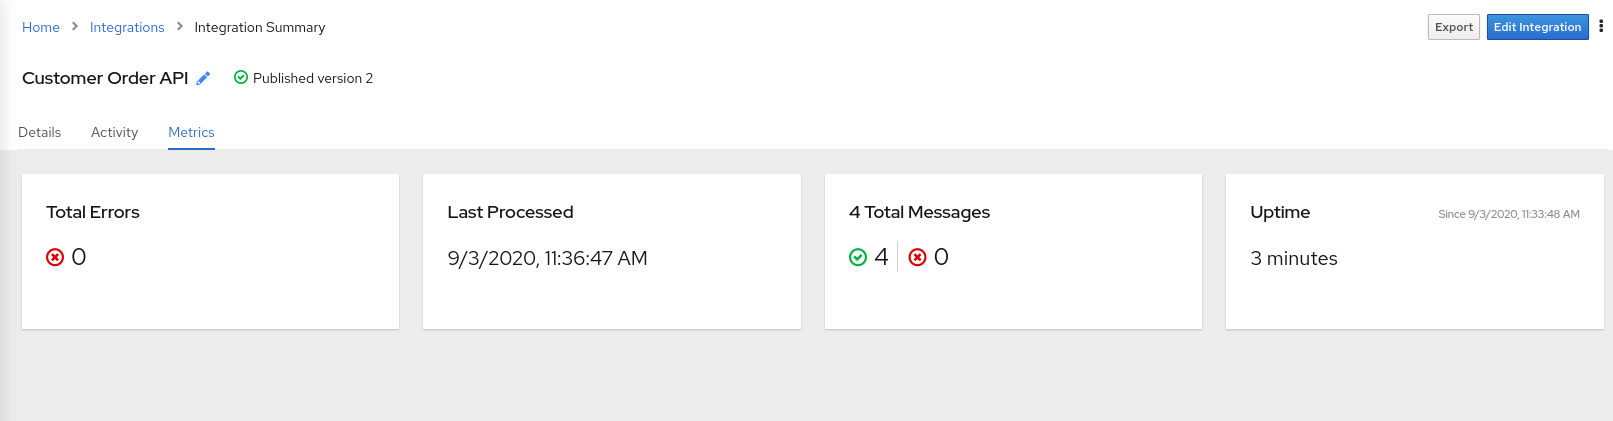 Home > Integrations > Integration Summary
Export
Edit Integration
Customer Order API
Published version 2
Details
Activity
Metrics
Total Errors
0
Last Processed
9/3/2020, 11:36:47 AM
4 Total Messages
4
0
Uptime
Since 9/3/2020, 11:33:48 AM
3 minutes